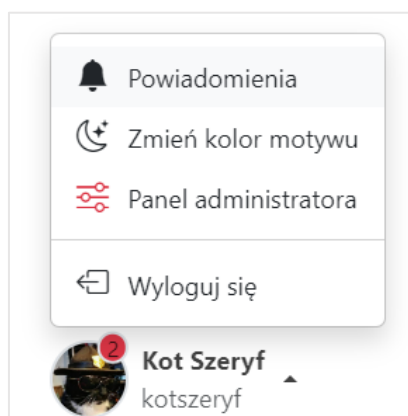 Powiadomienia
Zmień kolor motywu
Panel administratora
Wyloguj się
2
Kot Szeryf
kotszeryf